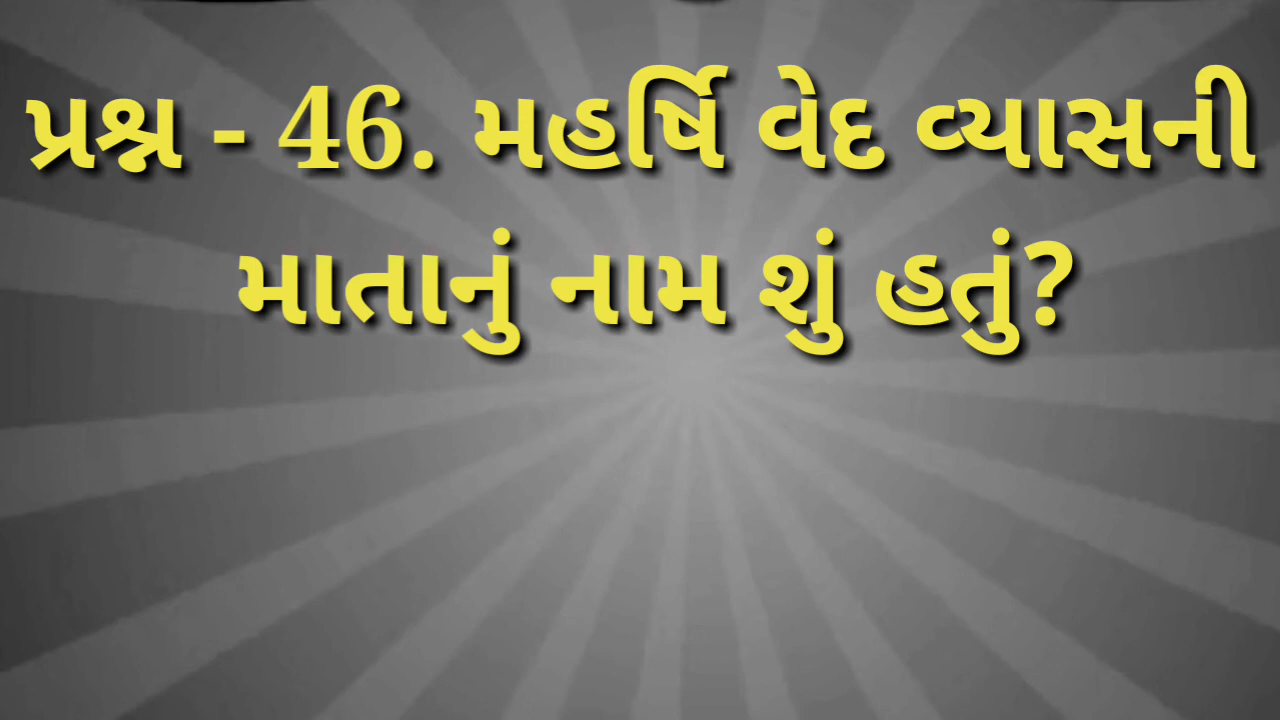 પ્રશ્ન - 46. મહર્ષિ વેદ વ્યાસની
માતાનું નામ શું હતું?